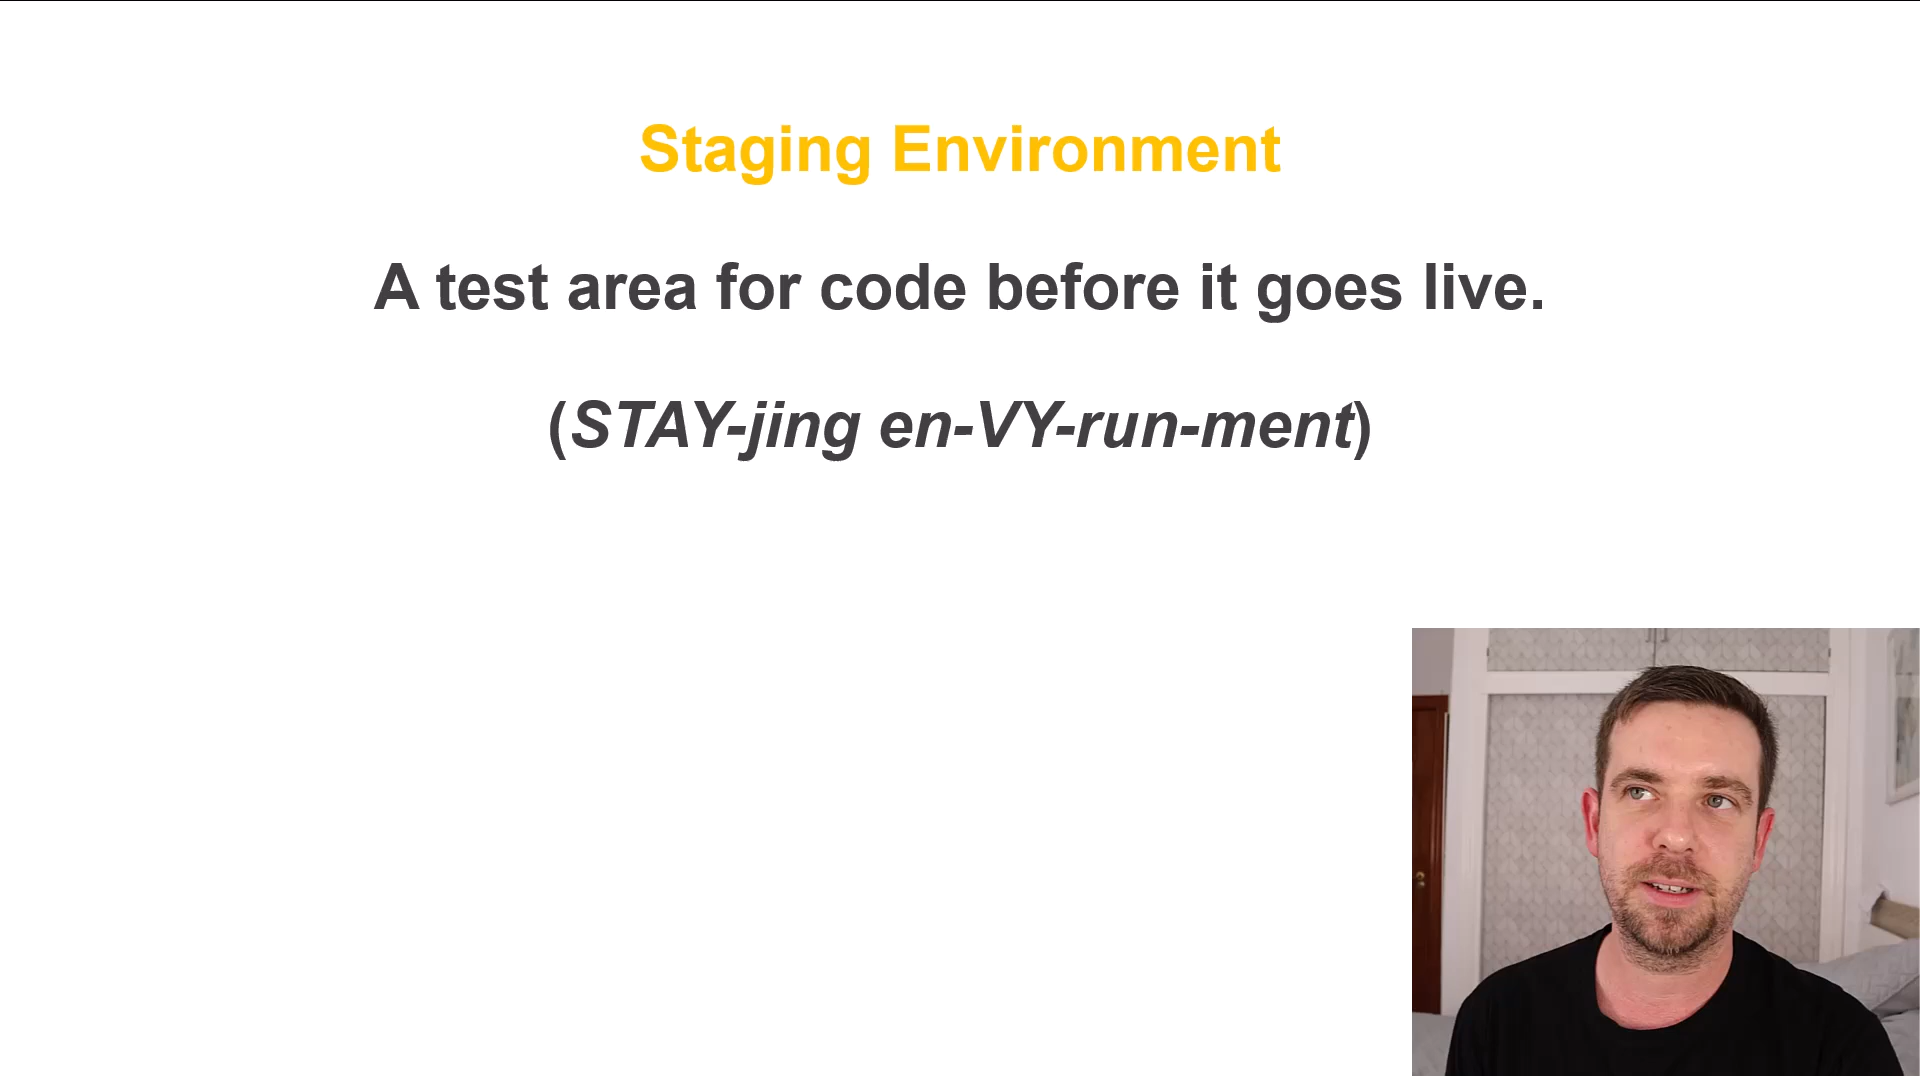 Staging Environment
A test area for code before it goes live.
(STAY-jing en-VY-run-ment)